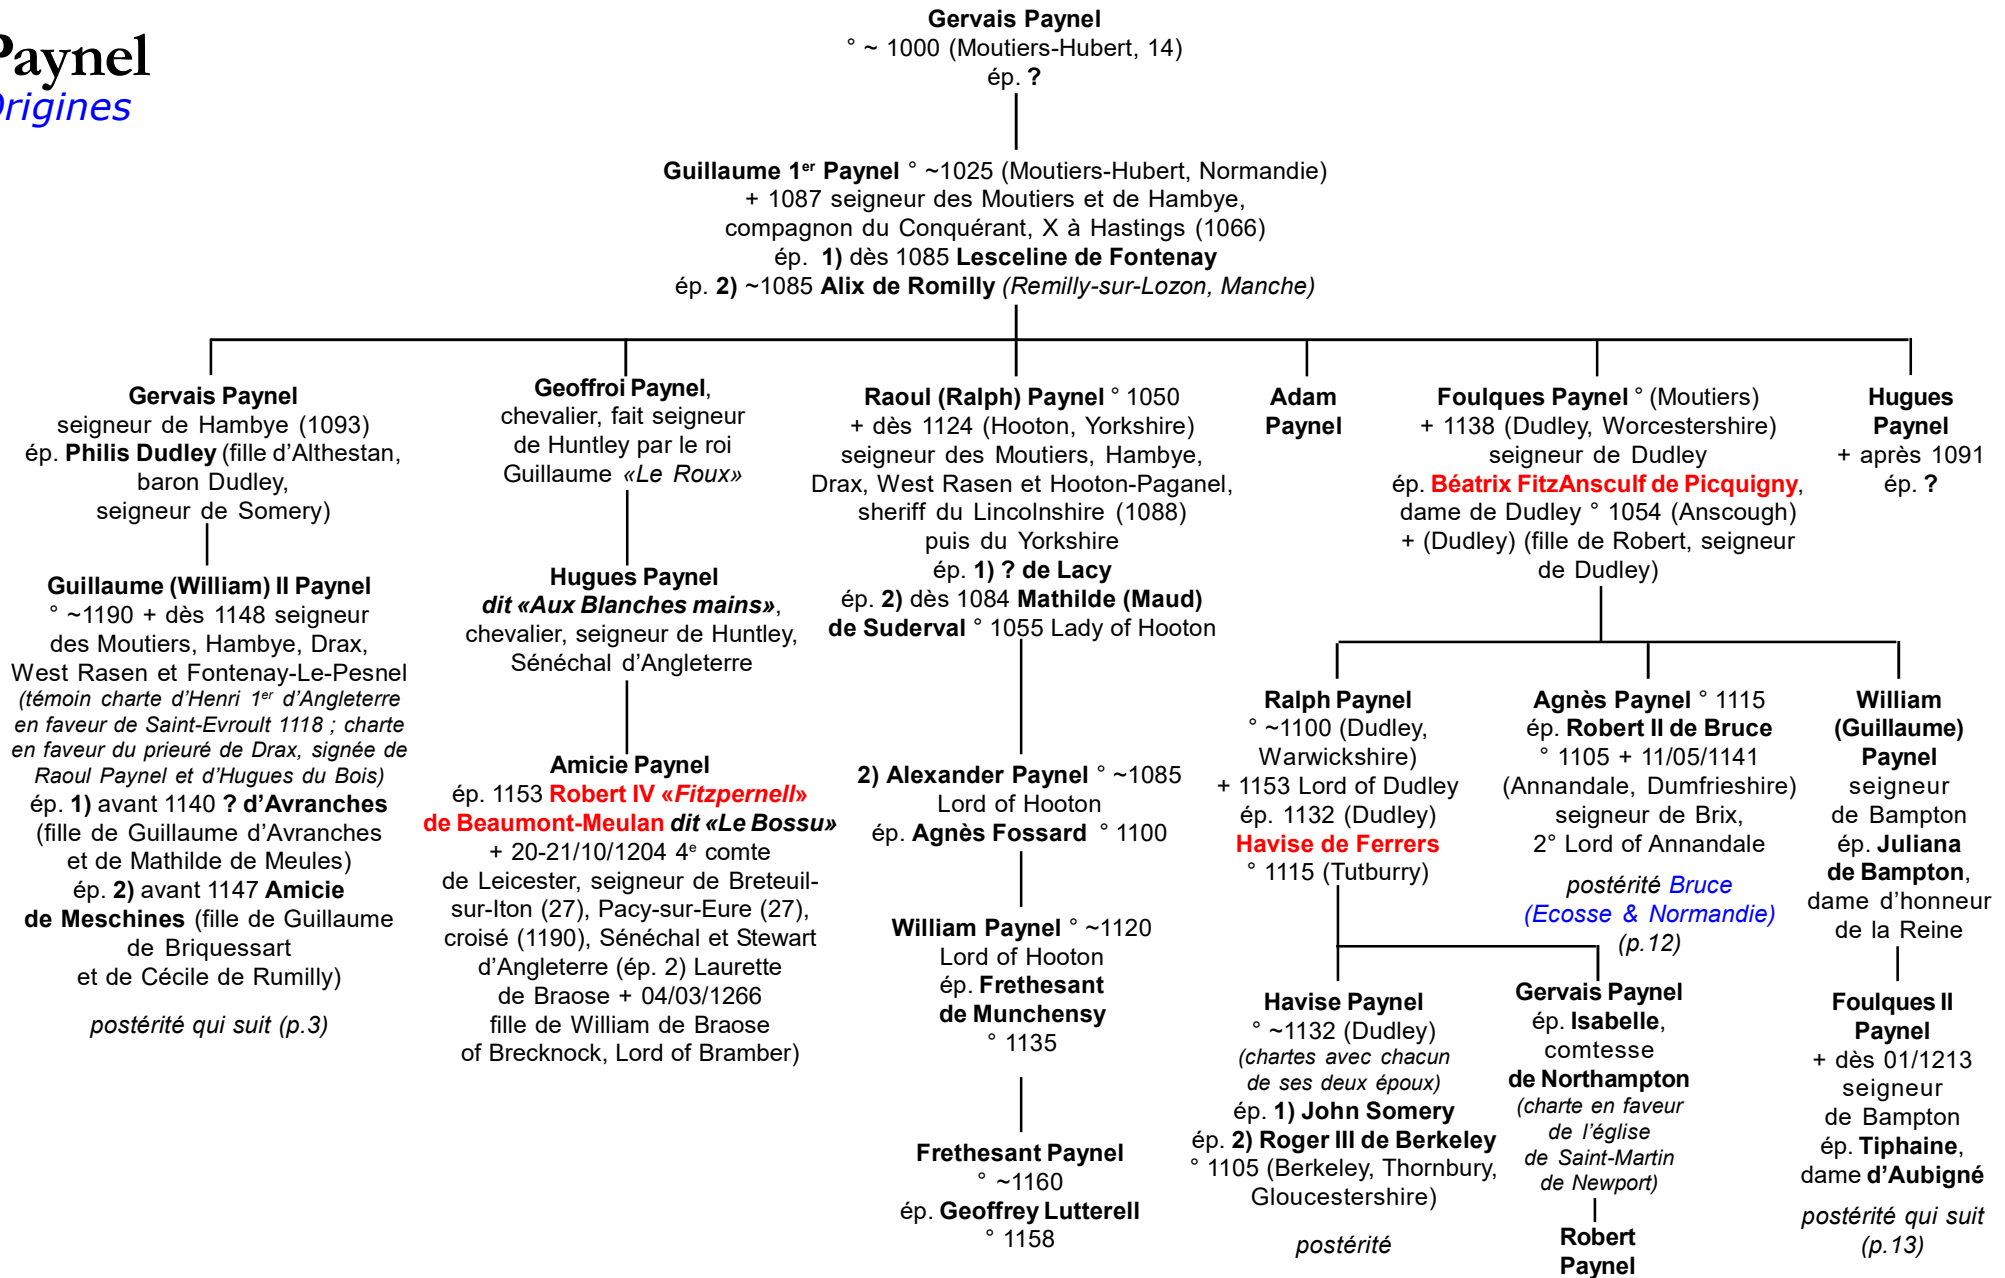 Paynel
Origines
Gervais Paynel
° ~ 1000 (Moutiers-Hubert, 14)
ép. ?
Guillaume 1er Paynel ° ~1025 (Moutiers-Hubert, Normandie)
+ 1087 seigneur des Moutiers et de Hambye,
compagnon du Conquérant, X à Hastings (1066)
ép. 1) dès 1085 Lesceline de Fontenay
ép. 2) ~1085 Alix de Romilly (Remilly-sur-Lozon, Manche)
Gervais Paynel
seigneur de Hambye (1093)
ép. Philis Dudley (fille d'Althestan,
baron Dudley,
seigneur de Somery)
Guillaume (William) II Paynel
° ~1190 + dès 1148 seigneur
des Moutiers, Hambye, Drax,
West Rasen et Fontenay-Le-Pesnel
(témoin charte d'Henri 1er d'Angleterre
en faveur de Saint-Evroult 1118 ; charte
en faveur du prieuré de Drax, signée de
Raoul Paynel et d'Hugues du Bois)
ép. 1) avant 1140 ? d'Avranches
(fille de Guillaume d'Avranches
et de Mathilde de Meules)
ép. 2) avant 1147 Amicie
de Meschines (fille de Guillaume
de Briquessart
et de Cécile de Rumilly)
postérité qui suit (p.3)
Geoffroi Paynel,
chevalier, fait seigneur
de Huntley par le roi
Guillaume «Le Roux»
Hugues Paynel
dit «Aux Blanches mains»,
chevalier, seigneur de Huntley,
Sénéchal d'Angleterre
Amicie Paynel
ép. 1153 Robert IV «Fitzpernell»
de Beaumont-Meulan dit «Le Bossu»
+ 20-21/10/1204 4e comte
de Leicester, seigneur de Breteuil-
sur-Iton (27), Pacy-sur-Eure (27),
croisé (1190), Sénéchal et Stewart
d'Angleterre (ép. 2) Laurette
de Braose + 04/03/1266
fille de William de Braose
of Brecknock, Lord of Bramber)
Raoul (Ralph) Paynel ° 1050
+ dès 1124 (Hooton, Yorkshire)
seigneur des Moutiers, Hambye,
Drax, West Rasen et Hooton-Paganel,
sheriff du Lincolnshire (1088)
puis du Yorkshire
ép. 1) ? de Lacy
ép. 2) dès 1084 Mathilde (Maud)
de Suderval ° 1055 Lady of Hooton
2) Alexander Paynel ° ~1085
Lord of Hooton
ép. Agnès Fossard ° 1100
William Paynel ° ~1120
Lord of Hooton
ép. Frethesant
de Munchensy
° 1135
Frethesant Paynel
° ~1160
ép. Geoffrey Lutterell
° 1158
Adam
Paynel
Foulques Paynel ° (Moutiers)
+ 1138 (Dudley, Worcestershire)
seigneur de Dudley
ép. Béatrix FitzAnsculf de Picquigny,
dame de Dudley ° 1054 (Anscough)
+ (Dudley) (fille de Robert, seigneur
de Dudley)
Ralph Paynel
° ~1100 (Dudley,
Warwickshire)
+ 1153 Lord of Dudley
ép. 1132 (Dudley)
Havise de Ferrers
° 1115 (Tutburry)
Havise Paynel
° ~1132 (Dudley)
(chartes avec chacun
de ses deux époux)
ép. 1) John Somery
ép. 2) Roger III de Berkeley
° 1105 (Berkeley, Thornbury,
Gloucestershire)
postérité
Gervais Paynel
ép. Isabelle,
comtesse
de Northampton
(charte en faveur
de l'église
de Saint-Martin
de Newport)
Robert
Paynel
Agnès Paynel ° 1115
ép. Robert II de Bruce
° 1105 + 11/05/1141
(Annandale, Dumfrieshire)
seigneur de Brix,
2° Lord of Annandale
postérité Bruce
(Ecosse & Normandie)
(p.12)
William
(Guillaume)
Paynel
seigneur
de Bampton
ép. Juliana
de Bampton,
dame d'honneur
de la Reine
Foulques II
Paynel
+ dès 01/1213
seigneur
de Bampton
ép. Tiphaine,
dame d'Aubigné
postérité qui suit
(p.13)
Hugues
Paynel
+ après 1091
ép. ?